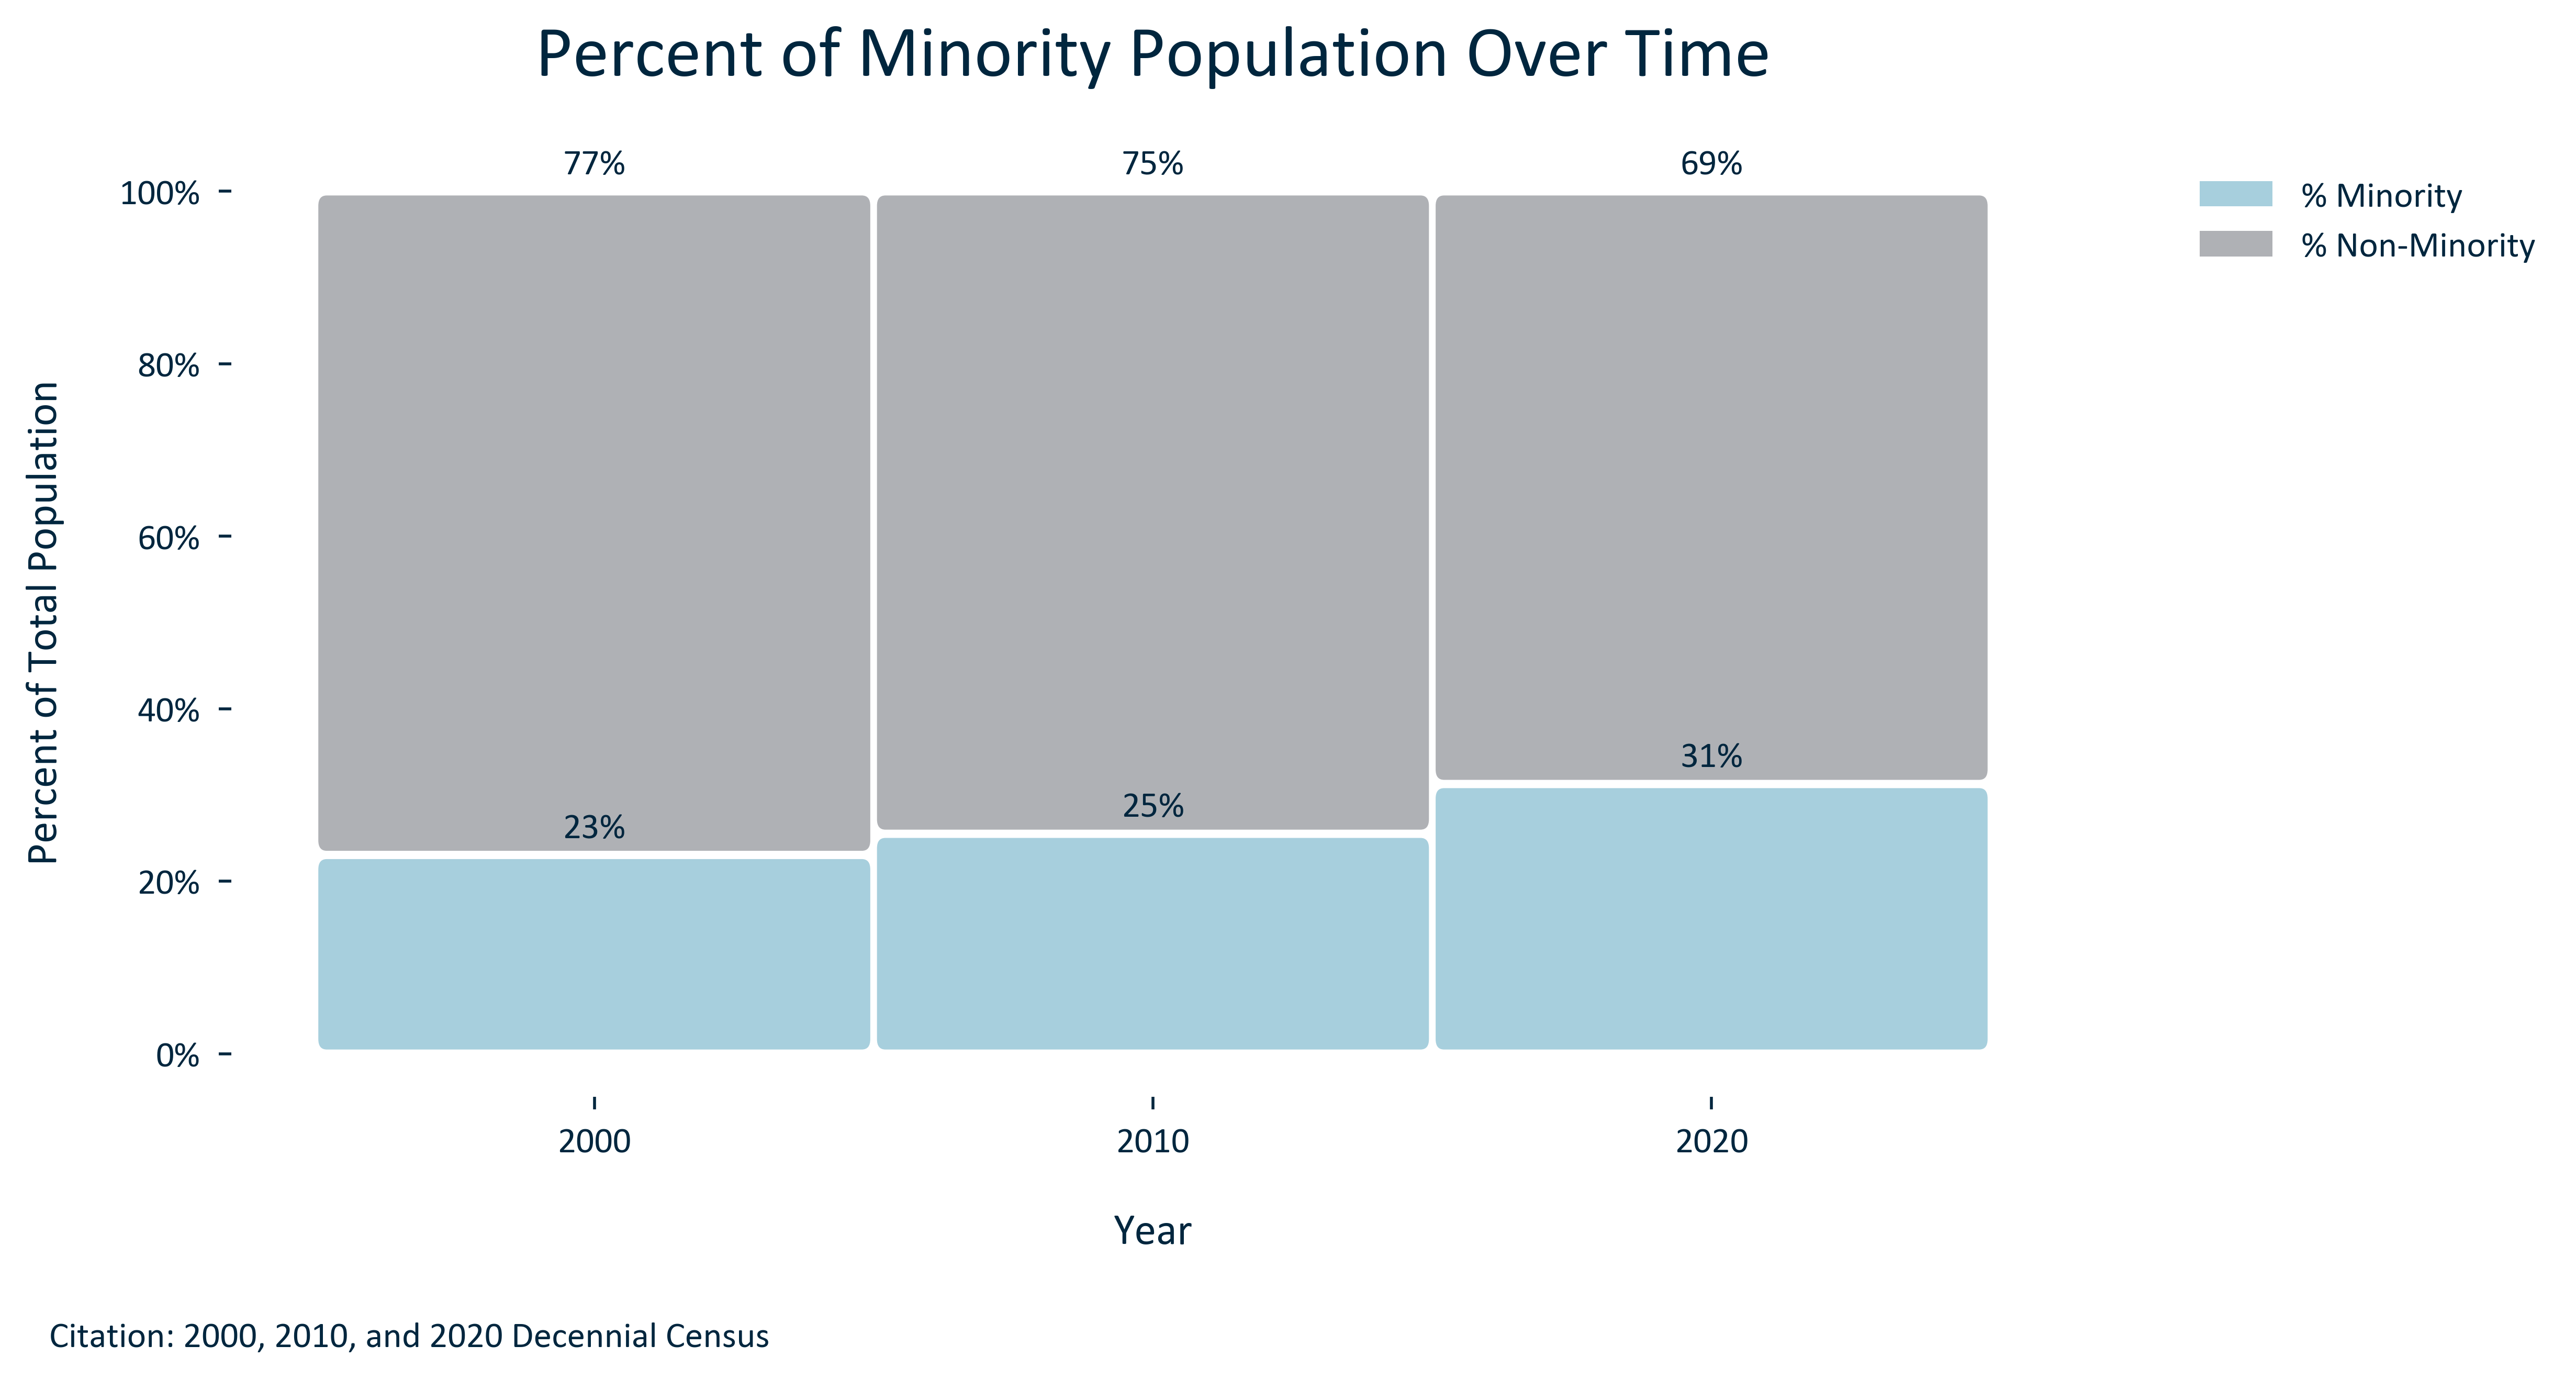 Percent of Minority Population Over Time
77% 75% 69%
100%
80%
60%
40%
20%
0%
Percent of Total Population
23% 25% 31%
% Minority
% Non-Minority
2000 2010 2020
Year
Citation: 2000, 2010, and 2020 Decennial Census